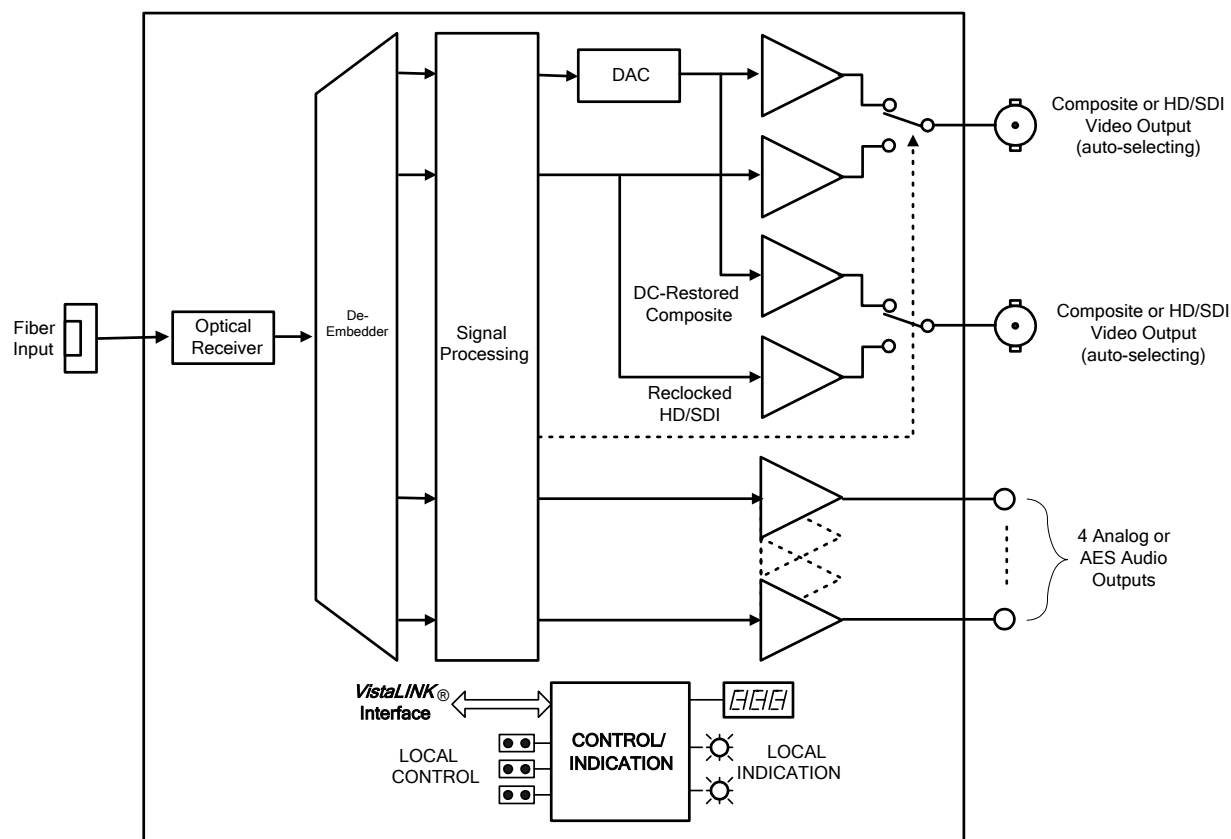 DAC
Composite or HD/SDI
Video Output
(auto-selecting)
Fiber
Input
Optical
Receiver
De-
Embedder
Signal
Processing
DC-Restored
Composite
Composite or HD/SDI
Video Output
(auto-selecting)
Reclocked
HD/SDI
4 Analog or
AES Audio
Outputs
VistaLINK®
Interface
LOCAL
CONTROL
CONTROL/
INDICATION
LOCAL
INDICATION